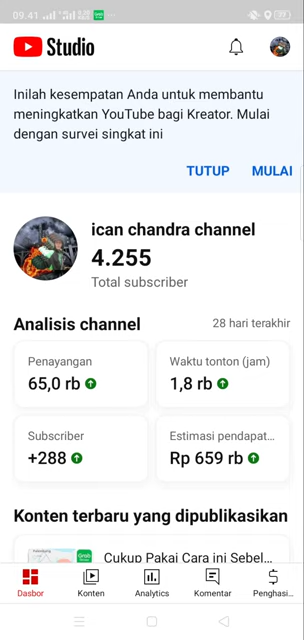 09.41
Studio
Inilah kesempatan Anda untuk membantu
meningkatkan YouTube bagi Kreator. Mulai
dengan survei singkat ini
TUTUP MULAI
ican chandra channel
4.255
Total subscriber
Analisis channel 28 hari terakhir
Penayangan Waktu tonton (jam)
65,0 rb 1,8 rb
Subscriber Estimasi pendapat...
+288 Rp 659 rb
Konten terbaru yang dipublikasikan
Grab
Cukup Pakai Cara ini Sebel...
Dasbor Konten Analytics Komentar Penghasi...